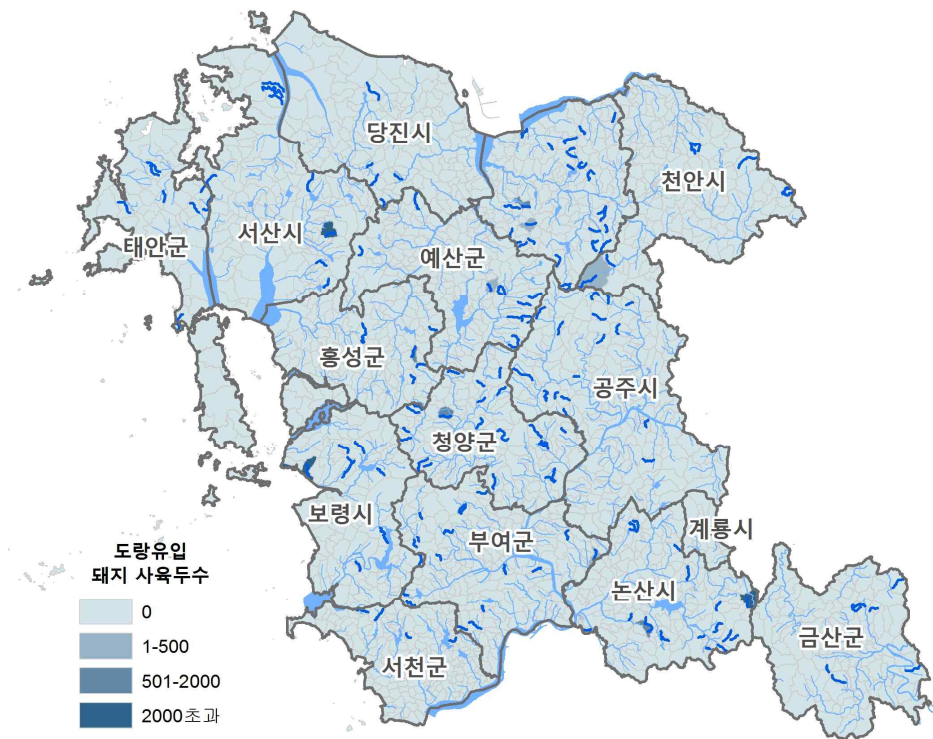 당진시
천안시
서산시
태안군
예산군
홍성군
공주시
청양군
보령시
부여군
계룡시
논산시
금산군
서천군
도랑유입
돼지 사육두수
0
1-500
501-2000
2000초과